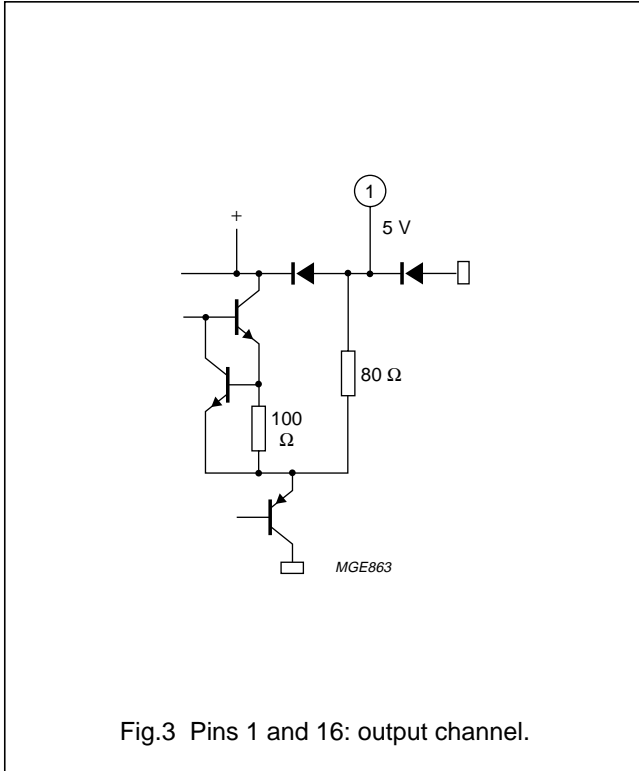 1
+
5 V
80 Ω
100
Ω
MGE863
Fig.3 Pins 1 and 16: output channel.